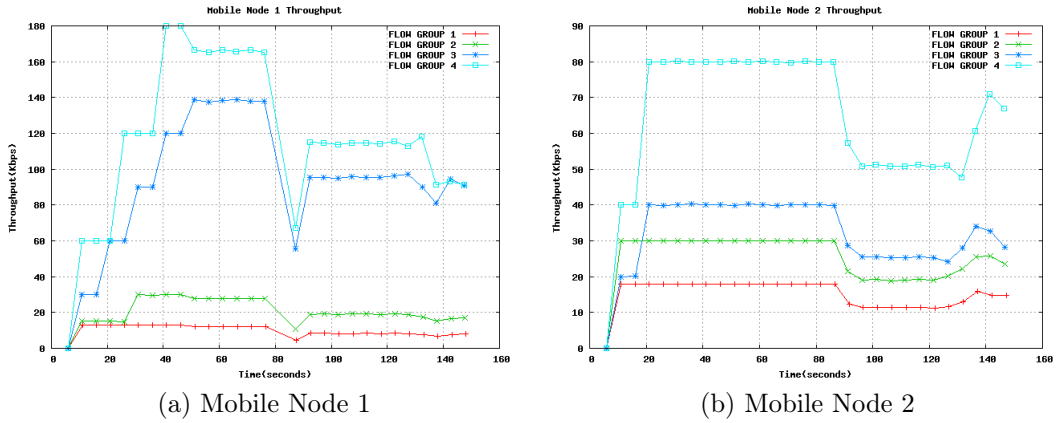 Mobile Node 1 Throughput
180
160
140
120
100
80
60
40
20
0
Throughput(Kbps)
FLOW GROUP 1
FLOW GROUP 2
FLOW GROUP 3
FLOW GROUP 4
0 20 40 60 80 100 120 140 160
Time(seconds)
(a) Mobile Node 1
Mobile Node 2 Throughput
90
80
70
60
50
40
30
20
10
0
Throughput(Kbps)
FLOW GROUP 1
FLOW GROUP 2
FLOW GROUP 3
FLOW GROUP 4
0 20 40 60 80 100 120 140 160
Time(seconds)
(b) Mobile Node 2